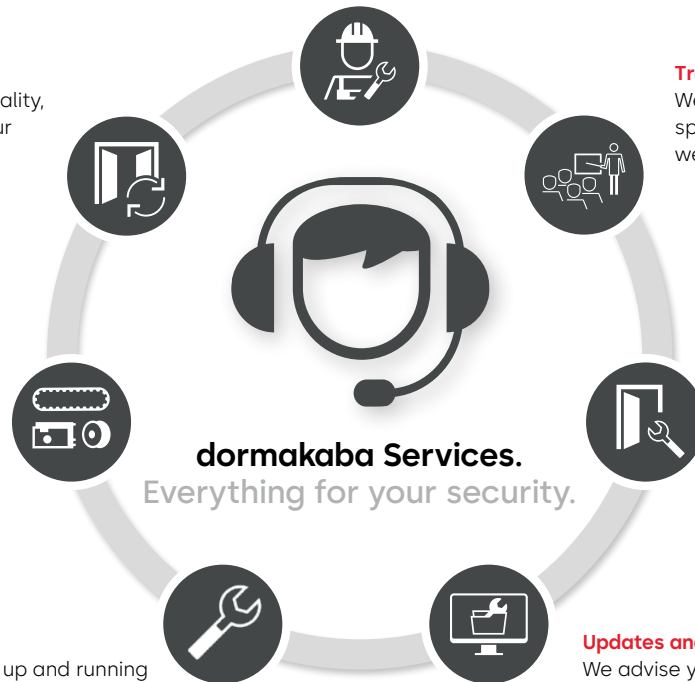 ality,
ur
Tr
We
sp
we
dormakaba Services.
Everything for your security.
up and running
Updates and
We advise y